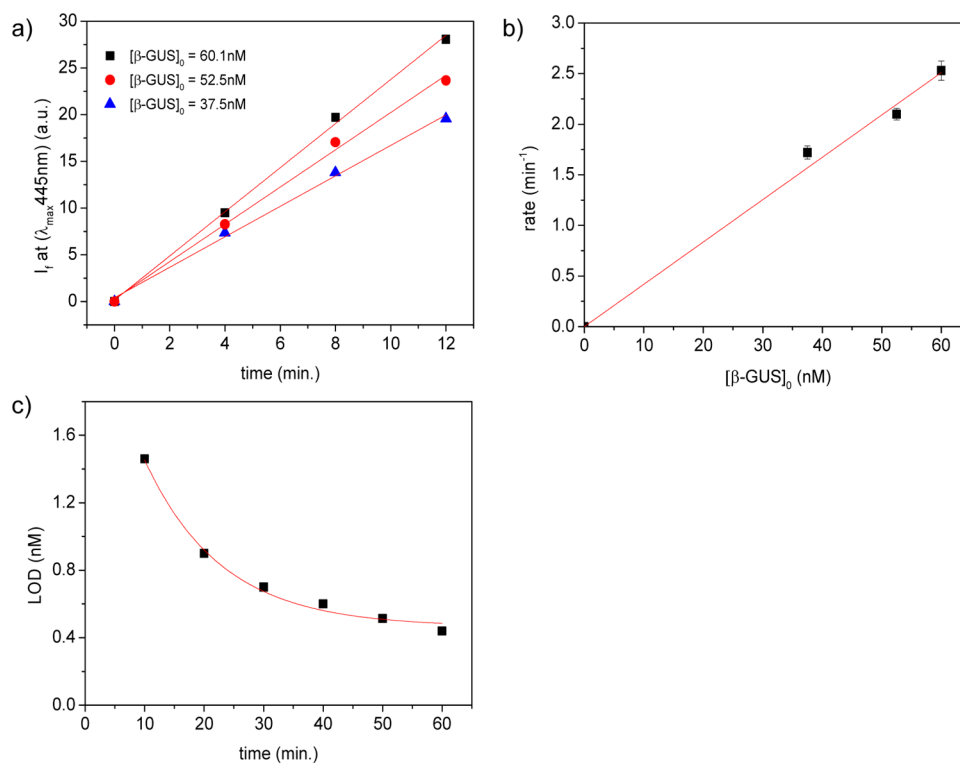 a)
30
25
20
15
10
5
0
I_f at (λ_max 445nm) (a.u.)
[β-GUS]₀ = 60.1nM
[β-GUS]₀ = 52.5nM
[β-GUS]₀ = 37.5nM
0 2 4 6 8 10 12
time (min.)
b)
3.0
2.5
2.0
1.5
1.0
0.5
0.0
rate (min⁻¹)
0 10 20 30 40 50 60
[β-GUS]₀ (nM)
c)
1.6
1.2
0.8
0.4
0.0
LOD (nM)
0 10 20 30 40 50 60
time (min.)